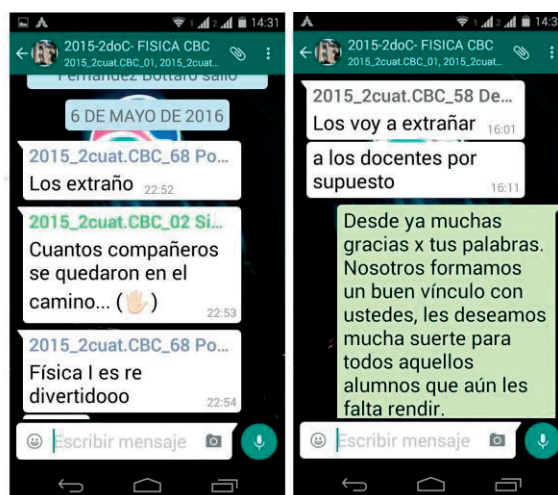 14:31
2015-2doC- FISICA CBC
2015_2cuat.CBC_01, 2015_2cuat...
Fernandez Bottaro salió
6 DE MAYO DE 2016
2015_2cuat.CBC_68 Po...
Los extraño 22:52
2015_2cuat.CBC_02 Si...
Cuantos compañeros
se quedaron en el
camino... (🖐)
22:53
2015_2cuat.CBC_68 Po...
Física I es re
divertidooo 22:54
Escribir mensaje
2015-2doC- FISICA CBC
2015_2cuat.CBC_01, 2015_2cuat...
2015_2cuat.CBC_58 De...
Los voy a extrañar 16:01
a los docentes por
supuesto 16:11
Desde ya muchas
gracias x tus palabras.
Nosotros formamos
un buen vínculo con
ustedes, les deseamos
mucha suerte para
todos aquellos
alumnos que aún les
falta rendir.
Escribir mensaje